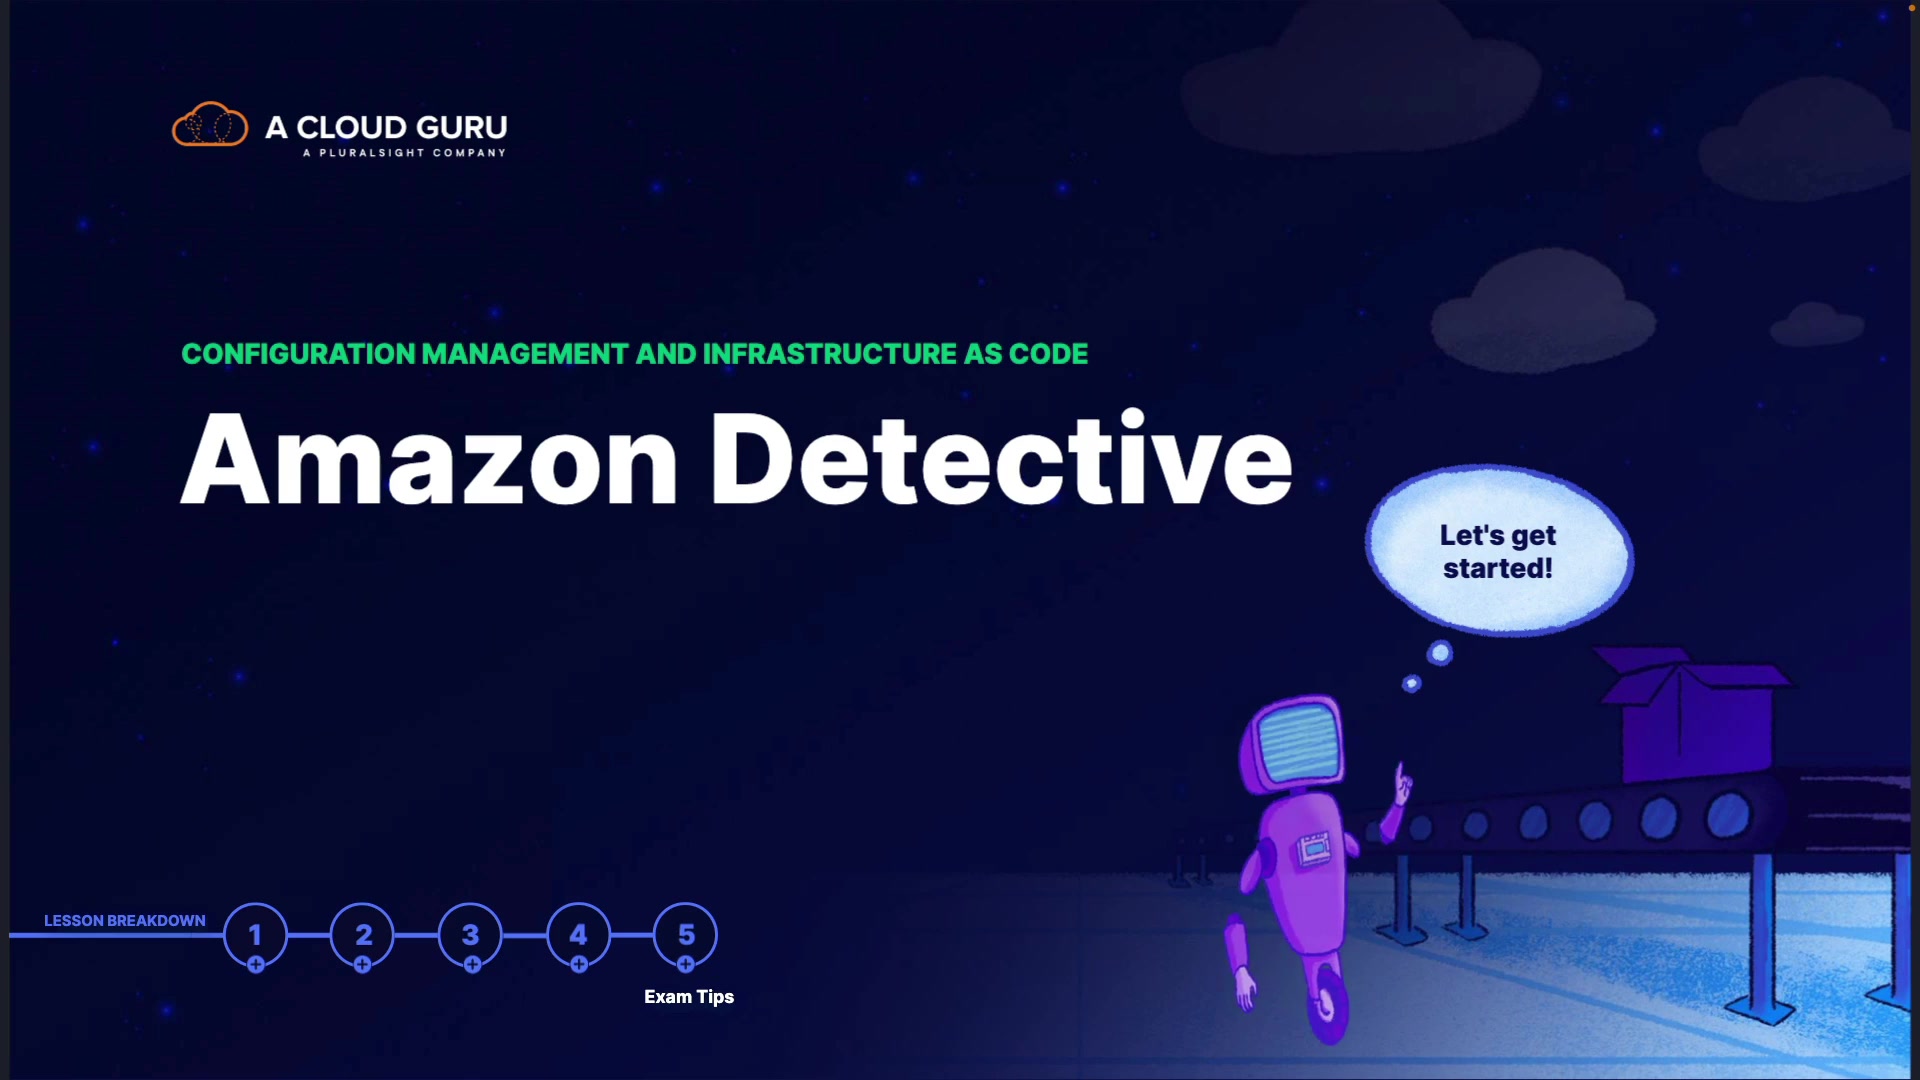 A CLOUD GURU
A PLURALSIGHT COMPANY
CONFIGURATION MANAGEMENT AND INFRASTRUCTURE AS CODE
Amazon Detective
Let's get
started!
LESSON BREAKDOWN
1
2
3
4
5
Exam Tips